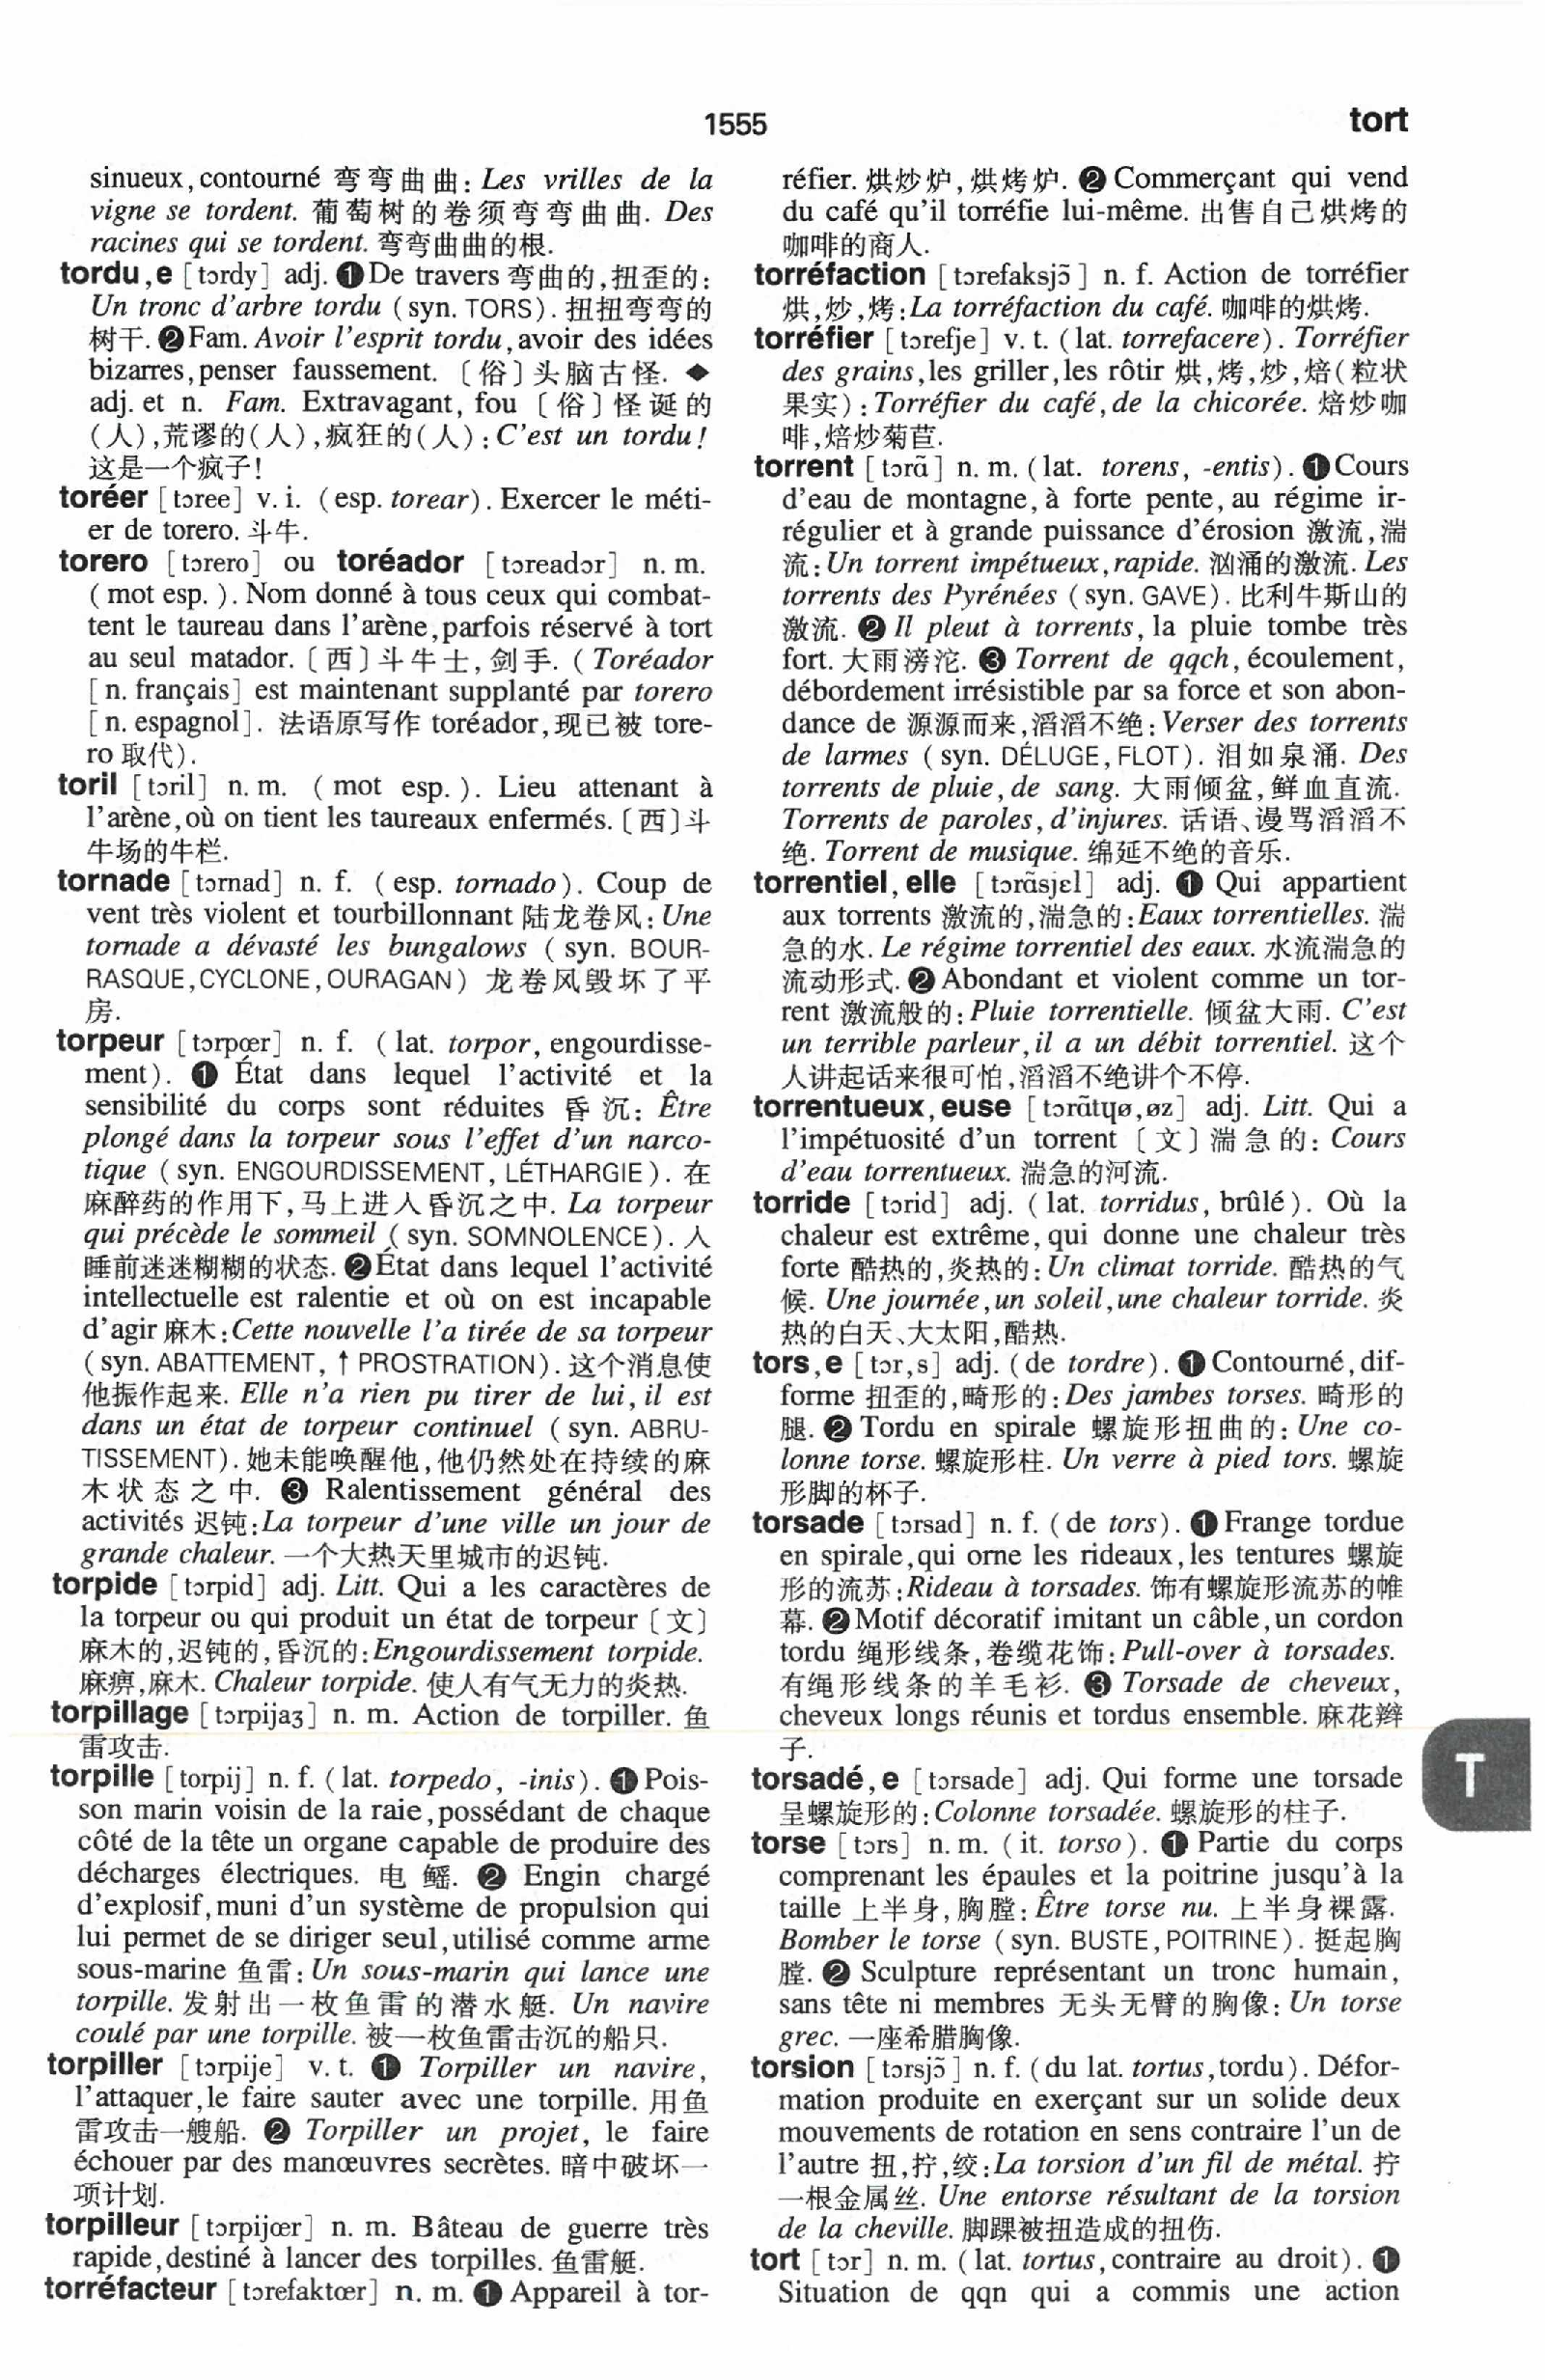 1555
tort
sinueux,contourné 弯弯曲曲: Les vrilles de la
vigne se tordent. 葡萄树的卷须弯弯曲曲. Des
racines qui se tordent. 弯弯曲曲的根.
tordu,e [tɔrdy] adj. ❶De travers 弯曲的,扭歪的:
Un tronc d'arbre tordu (syn. TORS). 扭扭弯弯的
树干. ❷Fam. Avoir l'esprit tordu,avoir des idées
bizarres,penser faussement. 〔俗〕头脑古怪. ◆
adj. et n. Fam. Extravagant, fou 〔俗〕怪诞的
(人),荒谬的(人),疯狂的(人):C'est un tordu!
这是一个疯子!
toréer [tɔree] v.i. (esp. torear). Exercer le méti-
er de torero. 斗牛.
torero [tɔrero] ou toréador [tɔreadɔr] n.m.
(mot esp.). Nom donné à tous ceux qui combat-
tent le taureau dans l'arène,parfois réservé à tort
au seul matador. 〔西〕斗牛士,剑手. (Toréador
[n. français] est maintenant supplanté par torero
[n. espagnol]. 法语原写作 toréador,现已被 tore-
ro 取代).
toril [tɔril] n.m. (mot esp.). Lieu attenant à
l'arène,où on tient les taureaux enfermés.〔西〕斗
牛场的牛栏.
tornade [tɔrnad] n. f. (esp. tornado). Coup de
vent très violent et tourbillonnant 陆龙卷风: Une
tornade a dévasté les bungalows (syn. BOUR-
RASQUE,CYCLONE,OURAGAN) 龙卷风毁坏了平
房.
torpeur [tɔrpœr] n. f. (lat. torpor, engourdisse-
ment). ❶ État dans lequel l'activité et la
sensibilité du corps sont réduites 昏沉: Être
plongé dans la torpeur sous l'effet d'un narco-
tique (syn. ENGOURDISSEMENT, LÉTHARGIE). 在
麻醉药的作用下,马上进入昏沉之中. La torpeur
qui précède le sommeil (syn. SOMNOLENCE). 人
睡前迷迷糊糊的状态. ❷État dans lequel l'activité
intellectuelle est ralentie et où on est incapable
d'agir 麻木:Cette nouvelle l'a tirée de sa torpeur
(syn. ABATTEMENT, ↑ PROSTRATION). 这个消息使
他振作起来. Elle n'a rien pu tirer de lui, il est
dans un état de torpeur continuel (syn. ABRU-
TISSEMENT). 她未能唤醒他,他仍然处在持续的麻
木状态之中. ❸ Ralentissement général des
activités 迟钝:La torpeur d'une ville un jour de
grande chaleur. 一个大热天里城市的迟钝.
torpide [tɔrpid] adj. Litt. Qui a les caractères de
la torpeur ou qui produit un état de torpeur〔文〕
麻木的,迟钝的,昏沉的:Engourdissement torpide.
麻痹,麻木. Chaleur torpide. 使人有气无力的炎热.
torpillage [tɔrpijaʒ] n. m. Action de torpiller. 鱼
雷攻击.
torpille [torpij] n. f. (lat. torpedo, -inis). ❶Pois-
son marin voisin de la raie,possédant de chaque
côté de la tête un organe capable de produire des
décharges électriques. 电鳐. ❷ Engin chargé
d'explosif,muni d'un système de propulsion qui
lui permet de se diriger seul,utilisé comme arme
sous-marine 鱼雷: Un sous-marin qui lance une
torpille. 发射出一枚鱼雷的潜水艇. Un navire
coulé par une torpille. 被一枚鱼雷击沉的船只.
torpiller [tɔrpije] v.t. ❶ Torpiller un navire,
l'attaquer,le faire sauter avec une torpille. 用鱼
雷攻击一艘船. ❷ Torpiller un projet, le faire
échouer par des manœuvres secrètes. 暗中破坏一
项计划.
torpilleur [tɔrpijœr] n. m. Bâteau de guerre très
rapide,destiné à lancer des torpilles. 鱼雷艇.
torréfacteur [tɔrefaktœr] n. m. ❶ Appareil à tor-
réfier. 烘炒炉,烘烤炉. ❷ Commerçant qui vend
du café qu'il torréfie lui-même. 出售自己烘烤的
咖啡的商人.
torréfaction [tɔrefaksjɔ̃] n. f. Action de torréfier
烘,炒,烤:La torréfaction du café. 咖啡的烘烤.
torréfier [tɔrefje] v. t. (lat. torrefacere). Torréfier
des grains,les griller,les rôtir 烘,烤,炒,焙(粒状
果实): Torréfier du café,de la chicorée. 焙炒咖
啡,焙炒菊苣.
torrent [tɔrɑ̃] n. m. (lat. torens, -entis). ❶Cours
d'eau de montagne, à forte pente, au régime ir-
régulier et à grande puissance d'érosion 激流,湍
流: Un torrent impétueux,rapide. 汹涌的激流. Les
torrents des Pyrénées (syn. GAVE). 比利牛斯山的
激流. ❷ Il pleut à torrents, la pluie tombe très
fort. 大雨滂沱. ❸ Torrent de qqch, écoulement,
débordement irrésistible par sa force et son abon-
dance de 源源而来,滔滔不绝: Verser des torrents
de larmes (syn. DÉLUGE, FLOT). 泪如泉涌. Des
torrents de pluie,de sang. 大雨倾盆,鲜血直流.
Torrents de paroles, d'injures. 话语、谩骂滔滔不
绝. Torrent de musique. 绵延不绝的音乐.
torrentiel, elle [tɔrɑ̃sjɛl] adj. ❶ Qui appartient
aux torrents 激流的,湍急的:Eaux torrentielles. 湍
急的水. Le régime torrentiel des eaux. 水流湍急的
流动形式. ❷Abondant et violent comme un tor-
rent 激流般的: Pluie torrentielle. 倾盆大雨. C'est
un terrible parleur,il a un débit torrentiel. 这个
人讲起话来很可怕,滔滔不绝讲个不停.
torrentueux, euse [tɔrɑ̃tɥø,øz] adj. Litt. Qui a
l'impétuosité d'un torrent〔文〕湍急的: Cours
d'eau torrentueux. 湍急的河流.
torride [tɔrid] adj. (lat. torridus, brûlé). Où la
chaleur est extrême, qui donne une chaleur très
forte 酷热的,炎热的: Un climat torride. 酷热的气
候. Une journée,un soleil,une chaleur torride. 炎
热的白天、大太阳,酷热.
tors,e [tɔr,s] adj. (de tordre). ❶Contourné,dif-
forme 扭歪的,畸形的:Des jambes torses. 畸形的
腿. ❷ Tordu en spirale 螺旋形扭曲的: Une co-
lonne torse. 螺旋形柱. Un verre à pied tors. 螺旋
形脚的杯子.
torsade [tɔrsad] n. f. (de tors). ❶Frange tordue
en spirale,qui orne les rideaux,les tentures 螺旋
形的流苏:Rideau à torsades. 饰有螺旋形流苏的帷
幕. ❷Motif décoratif imitant un câble,un cordon
tordu 绳形线条,卷缆花饰: Pull-over à torsades.
有绳形线条的羊毛衫. ❸ Torsade de cheveux,
cheveux longs réunis et tordus ensemble. 麻花辫
子.
torsadé,e [tɔrsade] adj. Qui forme une torsade
呈螺旋形的:Colonne torsadée. 螺旋形的柱子.
T
torse [tɔrs] n.m. (it. torso). ❶ Partie du corps
comprenant les épaules et la poitrine jusqu'à la
taille 上半身,胸膛: Être torse nu. 上半身裸露.
Bomber le torse (syn. BUSTE, POITRINE). 挺起胸
膛. ❷ Sculpture représentant un tronc humain,
sans tête ni membres 无头无臂的胸像: Un torse
grec. 一座希腊胸像.
torsion [tɔrsjɔ̃] n. f. (du lat. tortus,tordu). Défor-
mation produite en exerçant sur un solide deux
mouvements de rotation en sens contraire l'un de
l'autre 扭,拧,绞:La torsion d'un fil de métal. 拧
一根金属丝. Une entorse résultant de la torsion
de la cheville. 脚踝被扭造成的扭伤.
tort [tɔr] n. m. (lat. tortus,contraire au droit). ❶
Situation de qqn qui a commis une action